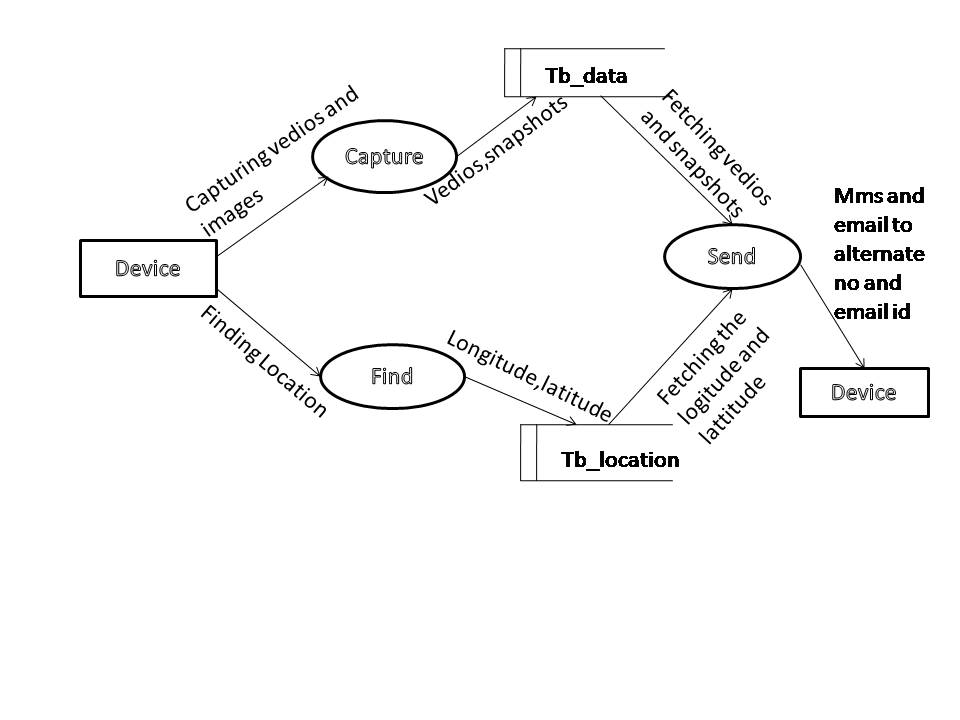 Tb_data
Capturing vedios and
images
Capture
Vedios,snapshots
Fetching vedios
and snapshots
Mms and
email to
alternate
no and
email id
Device
Send
Finding Location
Find
Longitude,latitude
Fetching the
logitude and
lattitude
Device
Tb_location